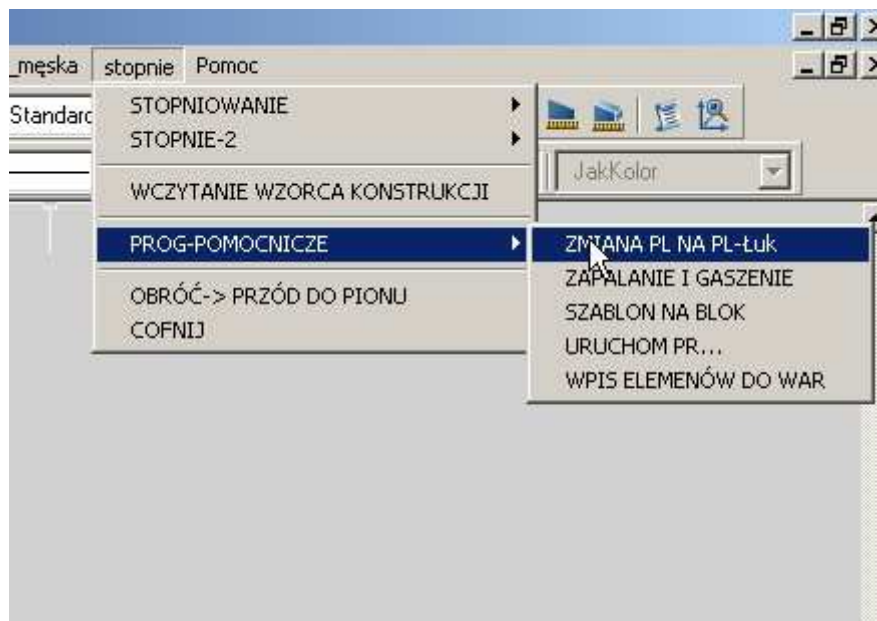 _męska stopnie Pomoc
Standard
STOPNIOWANIE
STOPNIE-2
WCZYTANIE WZORCA KONSTRUKCJI
PROG-POMOCNICZE
OBRÓĆ-> PRZÓD DO PIONU
COFNIJ
JakKolor
ZMIANA PL NA PL-Łuk
ZAPALANIE I GASZENIE
SZABLON NA BLOK
URUCHOM PR...
WPIS ELEMENÓW DO WAR